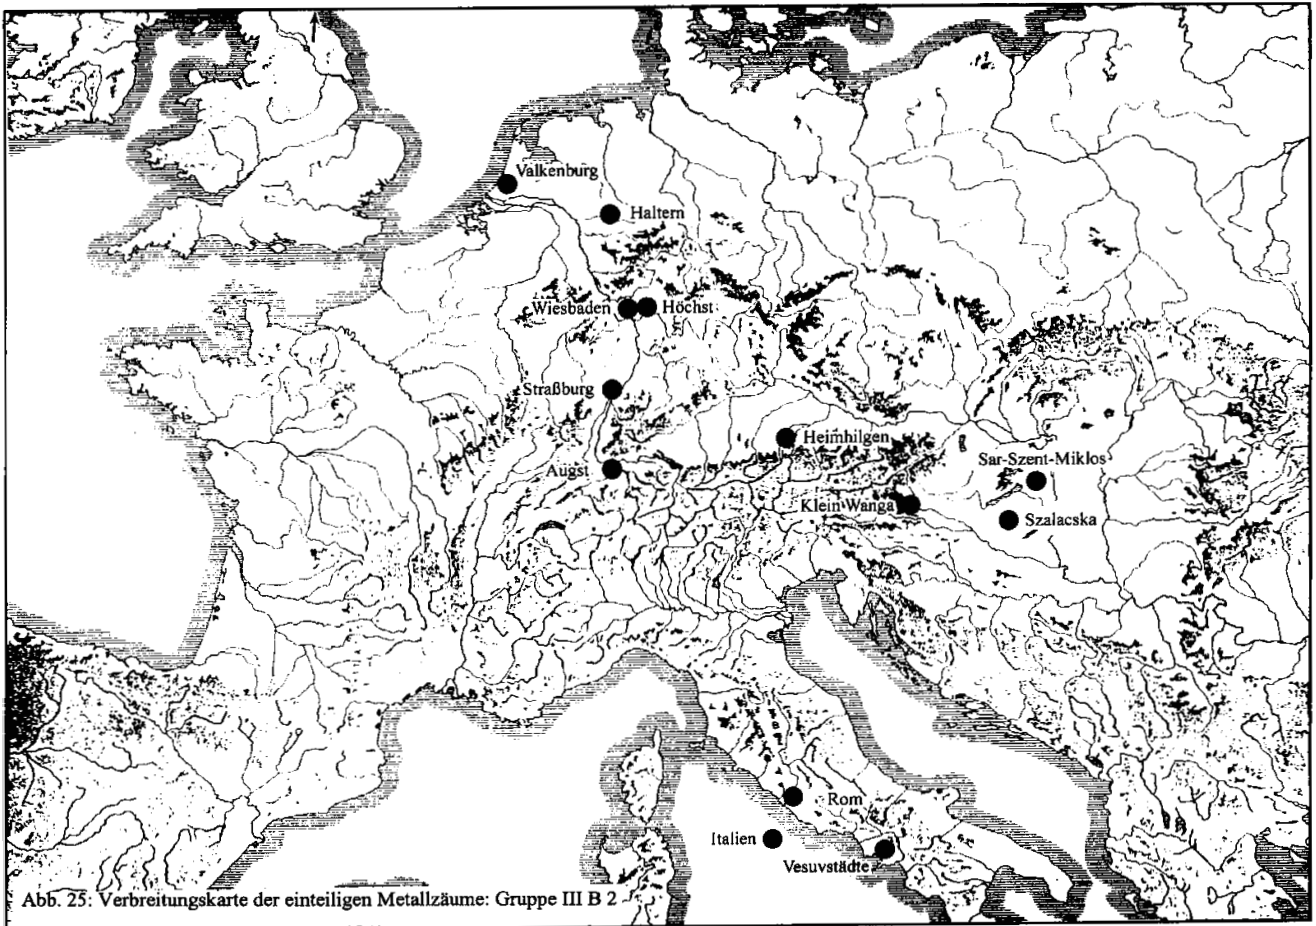 Valkenburg
Haltern
Wiesbaden
Höchst
Straßburg
Heimhilgen
Augst
Sar-Szent-Miklos
Klein Wanga
Szalacska
Rom
Italien
Vesuvstädte
Abb. 25: Verbreitungskarte der einteiligen Metallzäume: Gruppe III B 2